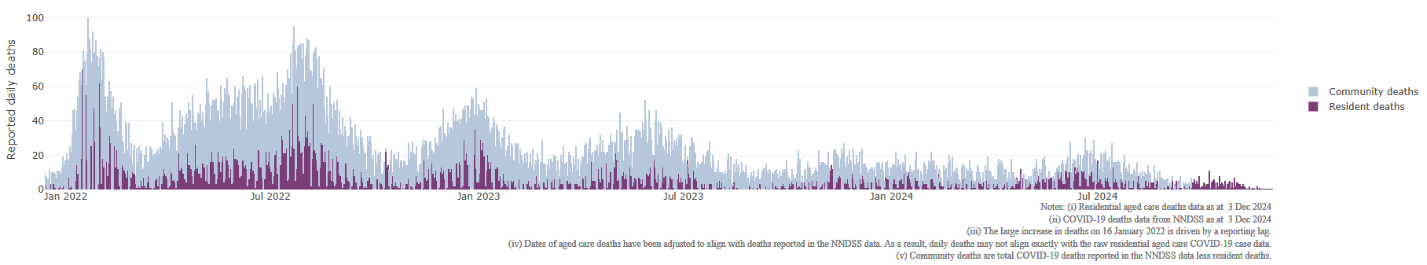 100
80
60
40
20
0
Reported daily deaths
Jan 2022
Jul 2022
Jan 2023
Jul 2023
Jan 2024
Jul 2024
Community deaths
Resident deaths
Notes: (i) Residential aged care deaths data as at 3 Dec 2024
(ii) COVID-19 deaths data from NNDSS as at 3 Dec 2024
(iii) The large increase in deaths on 16 January 2022 is driven by a reporting lag.
(iv) Dates of aged care deaths have been adjusted to align with deaths reported in the NNDSS data. As a result, daily deaths may not align exactly with the raw residential aged care COVID-19 case data.
(v) Community deaths are total COVID-19 deaths reported in the NNDSS data less resident deaths.